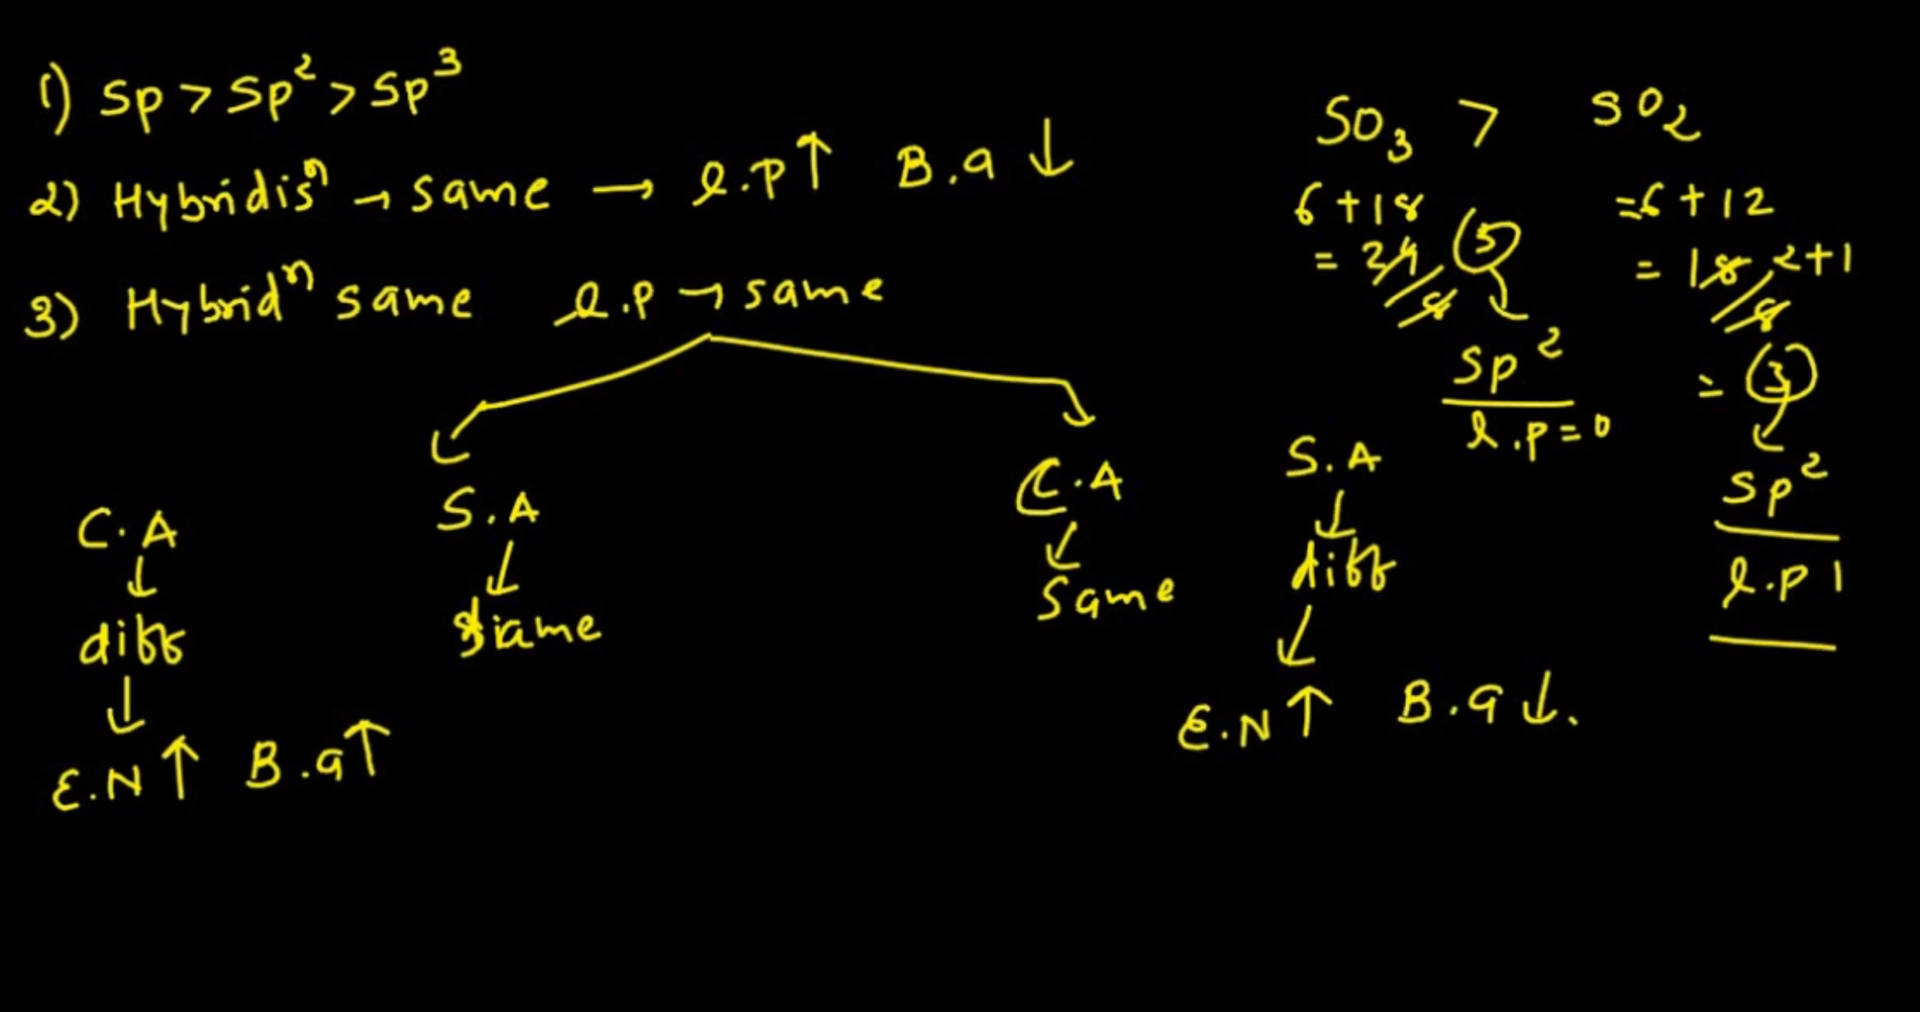 1) sp > sp² > sp³
2) Hybridisⁿ → same → l.p↑ B.a ↓
3) Hybridⁿ same l.p → same
C.A
↓
diff
↓
E.N ↑ B.a↑
S.A
↓
same
C.A
↓
same
S.A
↓
diff
↓
E.N ↑ B.a ↓.
SO₃ > SO₂
6+18
= 24/8
sp²
l.p=0
=6+12
= 18/8 2+1
= (3)
sp²
l.p 1